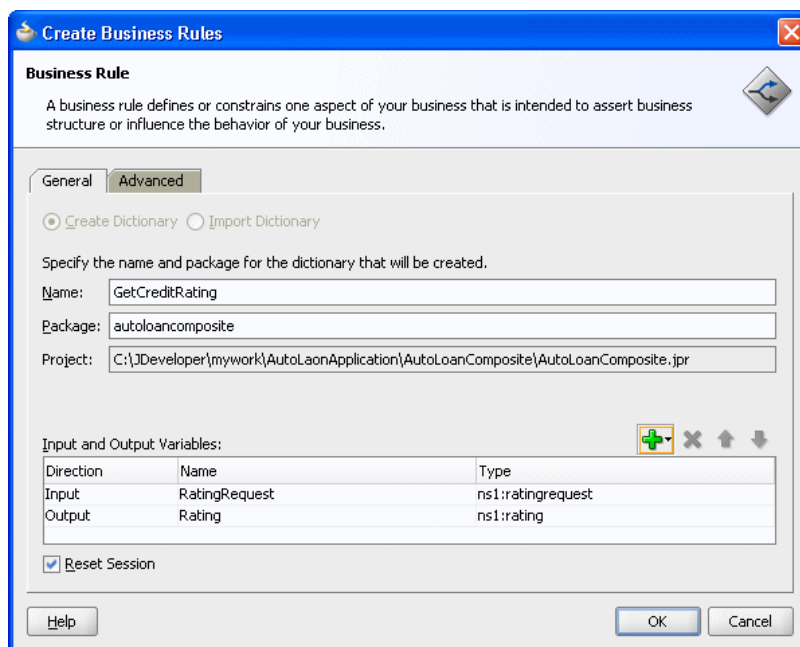 Create Business Rules
Business Rule
A business rule defines or constrains one aspect of your business that is intended to assert business
structure or influence the behavior of your business.
General Advanced
Create Dictionary Import Dictionary
Specify the name and package for the dictionary that will be created.
Name: GetCreditRating
Package: autoloancomposite
Project: C:\JDeveloper\mywork\AutoLaonApplication\AutoLoanComposite\AutoLoanComposite.jpr
Input and Output Variables:
Direction Name Type
Input RatingRequest ns1:ratingrequest
Output Rating ns1:rating
Reset Session
Help OK Cancel